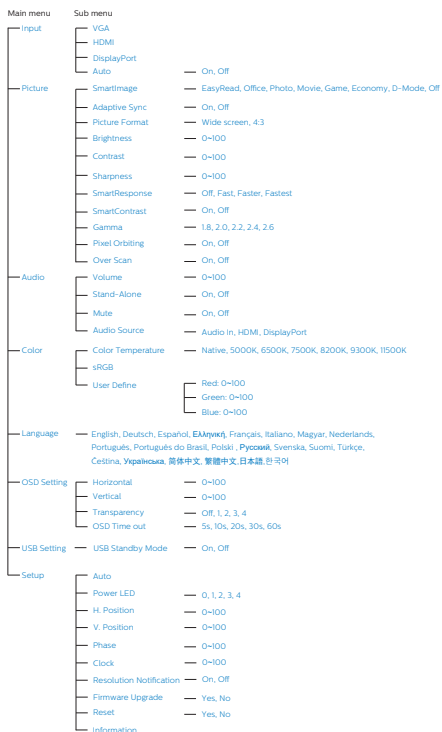 Main menu Sub menu
Input VGA
HDMI
DisplayPort
Auto On, Off
Picture SmartImage EasyRead, Office, Photo, Movie, Game, Economy, D-Mode, Off
Adaptive Sync On, Off
Picture Format Wide screen, 4:3
Brightness 0~100
Contrast 0~100
Sharpness 0~100
SmartResponse Off, Fast, Faster, Fastest
SmartContrast On, Off
Gamma 1.8, 2.0, 2.2, 2.4, 2.6
Pixel Orbiting On, Off
Over Scan On, Off
Audio Volume 0~100
Stand-Alone On, Off
Mute On, Off
Audio Source Audio In, HDMI, DisplayPort
Color Color Temperature Native, 5000K, 6500K, 7500K, 8200K, 9300K, 11500K
sRGB
User Define Red: 0~100
Green: 0~100
Blue: 0~100
Language English, Deutsch, Español, Ελληνική, Français, Italiano, Magyar, Nederlands,
Português, Português do Brasil, Polski , Русский, Svenska, Suomi, Türkçe,
Čeština, Українська, 简体中文, 繁體中文,日本語,한국어
OSD Setting Horizontal 0~100
Vertical 0~100
Transparency Off, 1, 2, 3, 4
OSD Time out 5s, 10s, 20s, 30s, 60s
USB Setting USB Standby Mode On, Off
Setup Auto
Power LED 0, 1, 2, 3, 4
H. Position 0~100
V. Position 0~100
Phase 0~100
Clock 0~100
Resolution Notification On, Off
Firmware Upgrade Yes, No
Reset Yes, No
Information